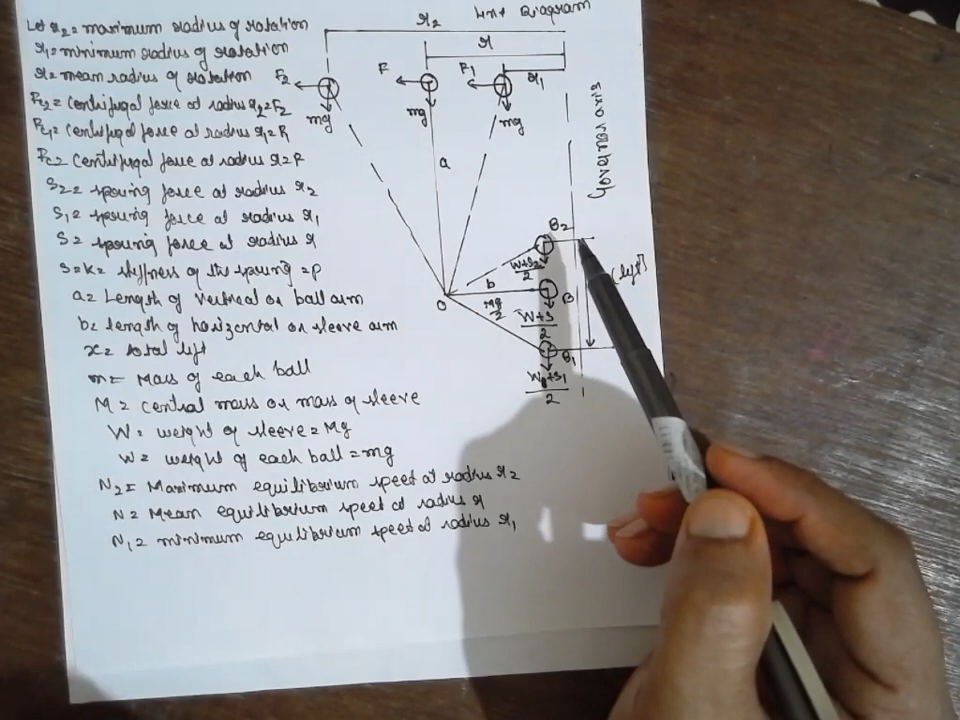 Let r2 = maximum radius of rotation
r1 = minimum radius of rotation
r = mean radius of rotation
Fc2 = centrifugal force at radius r2 = F2
Fc1 = centrifugal force at radius r1 = F1
Fc = Centrifugal force at radius r = F
S2 = spring force at radius r2
S1 = spring force at radius r1
S = spring force at radius r
S = k = stiffness of the spring = p
a = Length of vertical or ball arm
b = length of horizontal or sleeve arm
x = total lift
m = Mass of each ball
M = central mass or mass of sleeve
W = weight of sleeve = Mg
w = weight of each ball = mg
N2 = Maximum equilibrium speed at radius r2
N = Mean equilibrium speed at radius r
N1 = minimum equilibrium speed at radius r1
Line Diagram
r2
r
r1
F2
F
F1
mg
mg
mg
a
Governor axis
B2
W+S2
2
b
O
Mg
2
B
W+S
2
B1
W+S1
2
(lift)